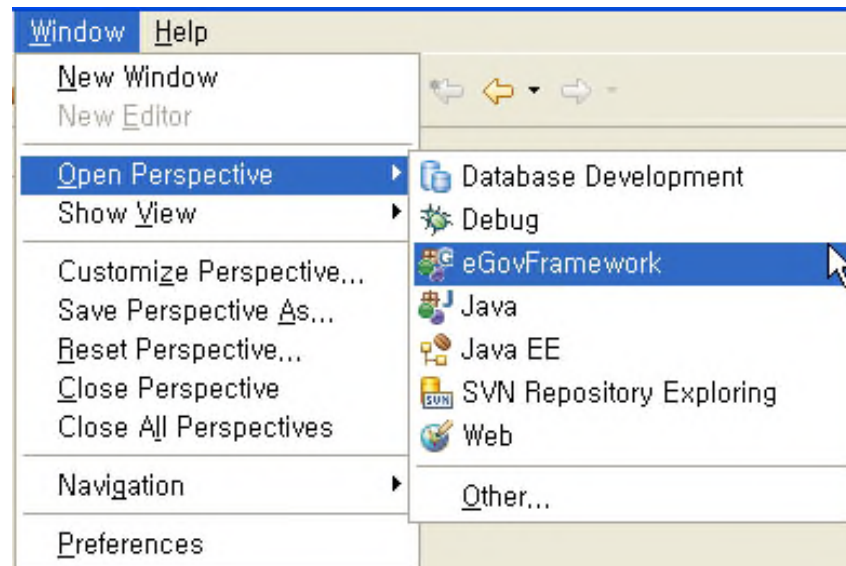 Window Help
New Window
New Editor
Open Perspective
Show View
Customize Perspective...
Save Perspective As...
Reset Perspective...
Close Perspective
Close All Perspectives
Navigation
Preferences
Database Development
Debug
eGovFramework
Java
Java EE
SVN Repository Exploring
Web
Other...